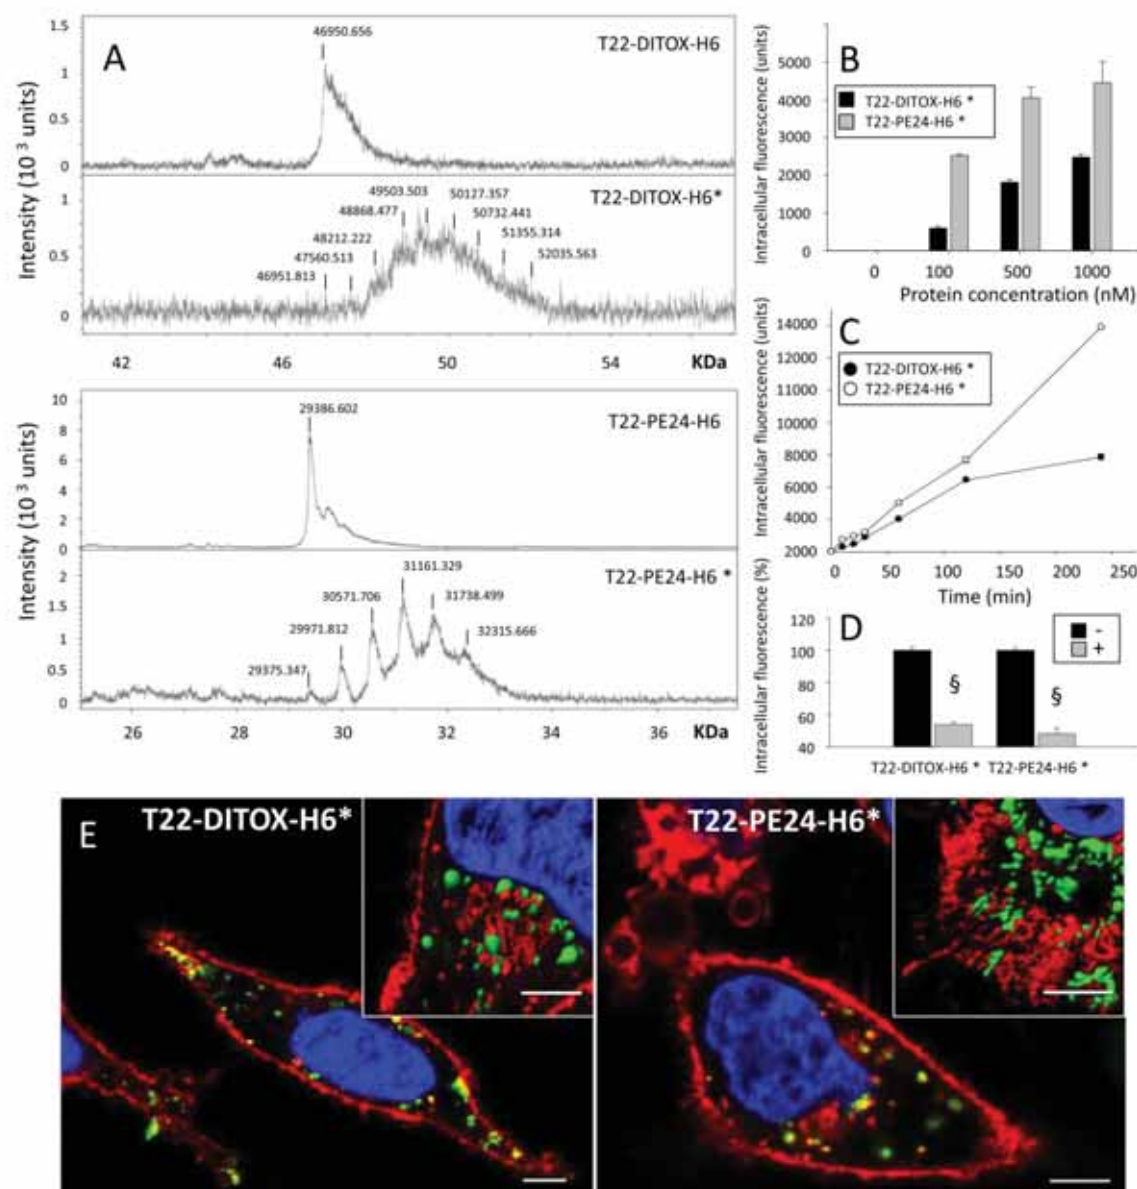 A
T22-DITOX-H6
46950.656
1.5
1
0.5
0
Intensity (10 3 units)
T22-DITOX-H6*
49503.503
50127.357
48868.477
50732.441
48212.222
51355.314
47560.513
52035.563
46951.813
1
0.5
0
42 46 50 54 KDa
T22-PE24-H6
29386.602
10
8
6
4
2
0
Intensity (10 3 units)
T22-PE24-H6 *
31161.329
30571.706
31738.499
29971.812
32315.666
29375.347
2
1.5
1
0.5
0
26 28 30 32 34 36 KDa
B
T22-DITOX-H6 *
T22-PE24-H6 *
Intracellular fluorescence (units)
5000
4000
3000
2000
1000
0
0 100 500 1000
Protein concentration (nM)
C
T22-DITOX-H6 *
T22-PE24-H6 *
Intracellular fluorescence (units)
14000
12000
10000
8000
6000
4000
2000
0 50 100 150 200 250
Time (min)
D
-
+
Intracellular fluorescence (%)
120
100
80
60
40
§
§
T22-DITOX-H6 * T22-PE24-H6 *
E
T22-DITOX-H6*
T22-PE24-H6*